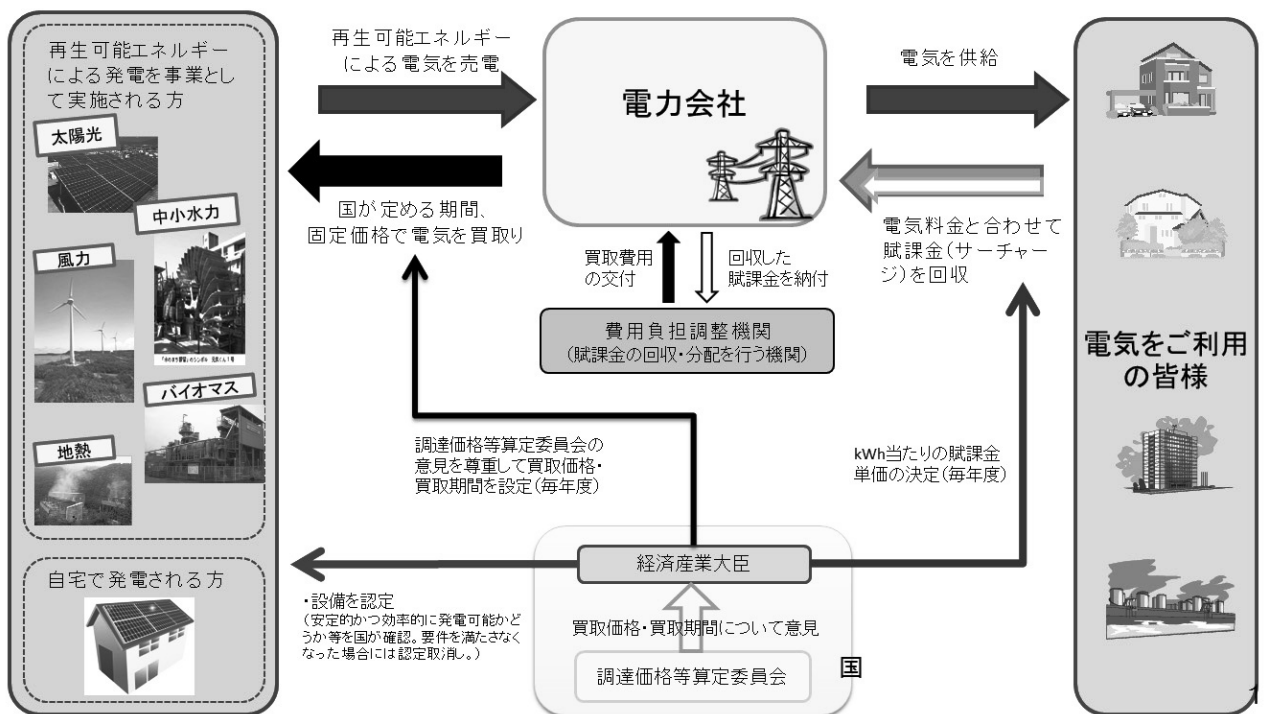 再生可能エネルギー
による発電を事業とし
て実施される方
太陽光
中小水力
風力
バイオマス
地熱
自宅で発電される方
再生可能エネルギー
による電気を売電
国が定める期間、
固定価格で電気を買取り
電力会社
買取費用
の交付
回収した
賦課金を納付
費用負担調整機関
(賦課金の回収・分配を行う機関)
電気を供給
電気料金と合わせて
賦課金(サーチャー
ジ)を回収
電気をご利用
の皆様
調達価格等算定委員会の
意見を尊重して買取価格・
買取期間を設定(毎年度)
kWh当たりの賦課金
単価の決定(毎年度)
経済産業大臣
・設備を認定
(安定的かつ効率的に発電可能かど
うか等を国が確認。要件を満たさなく
なった場合には認定取消し。)
買取価格・買取期間について意見
調達価格等算定委員会
国
1